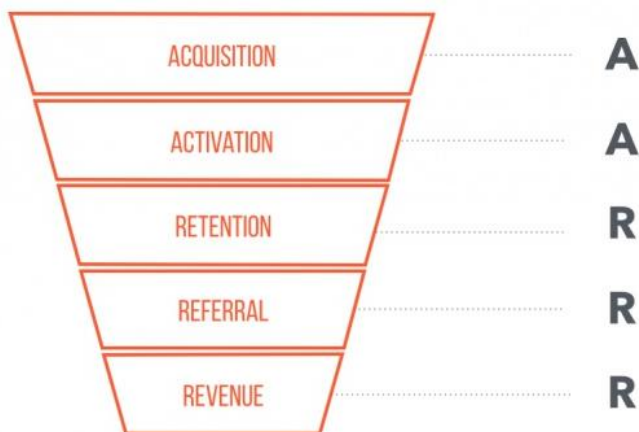 ACQUISITION A
ACTIVATION A
RETENTION R
REFERRAL R
REVENUE R